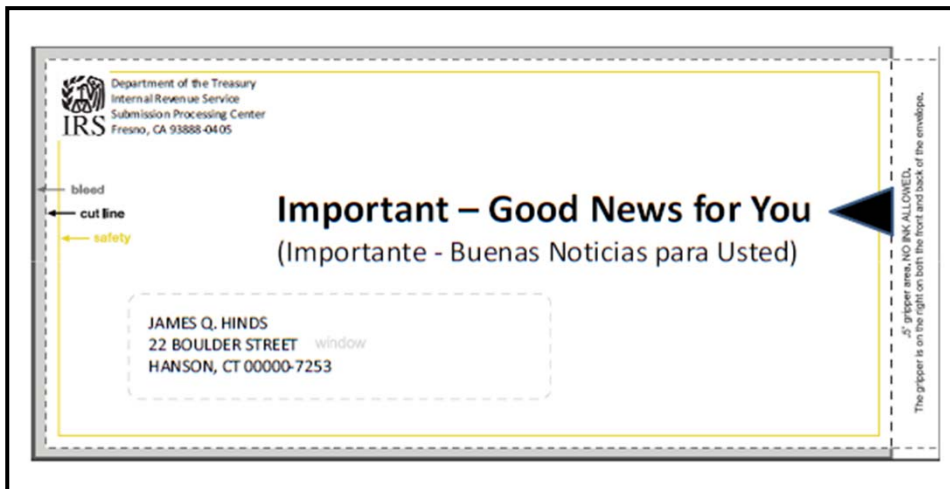 Department of the Treasury
Internal Revenue Service
Submission Processing Center
IRS
Fresno, CA 93888-0405
bleed
cut line
safety
Important – Good News for You
(Importante - Buenas Noticias para Usted)
JAMES Q. HINDS
22 BOULDER STREET
window
HANSON, CT 00000-7253
.5" gripper area, NO INK ALLOWED.
The gripper is on the right on both the front and back of the envelope.